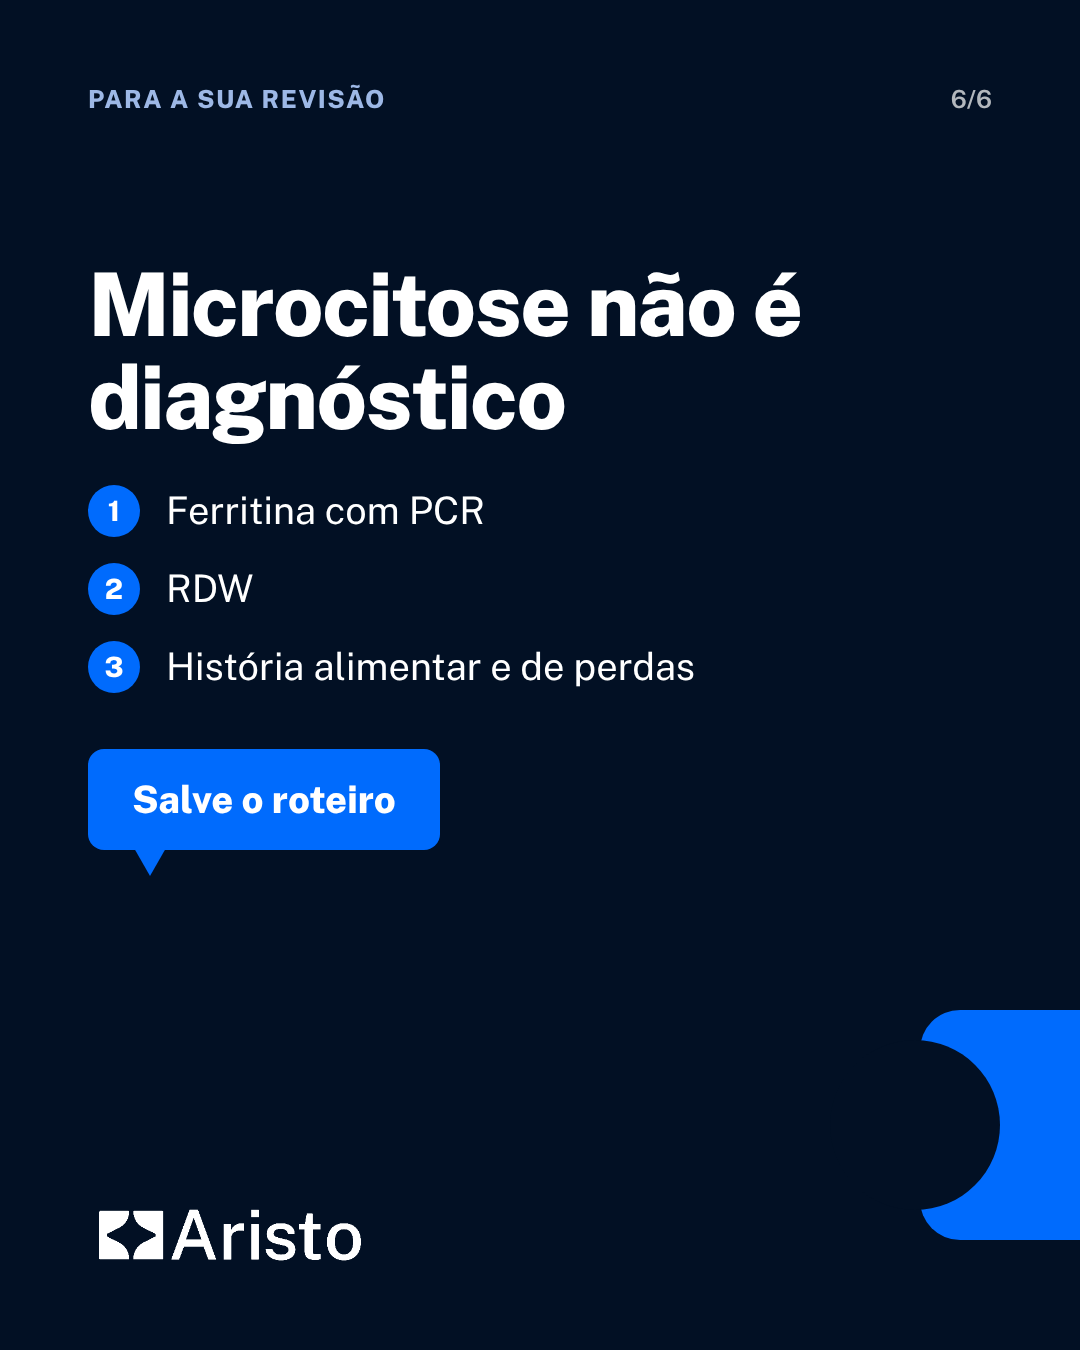 PARA A SUA REVISÃO
6/6
Microcitose não é
diagnóstico
1 Ferritina com PCR
2 RDW
3 História alimentar e de perdas
Salve o roteiro
Aristo